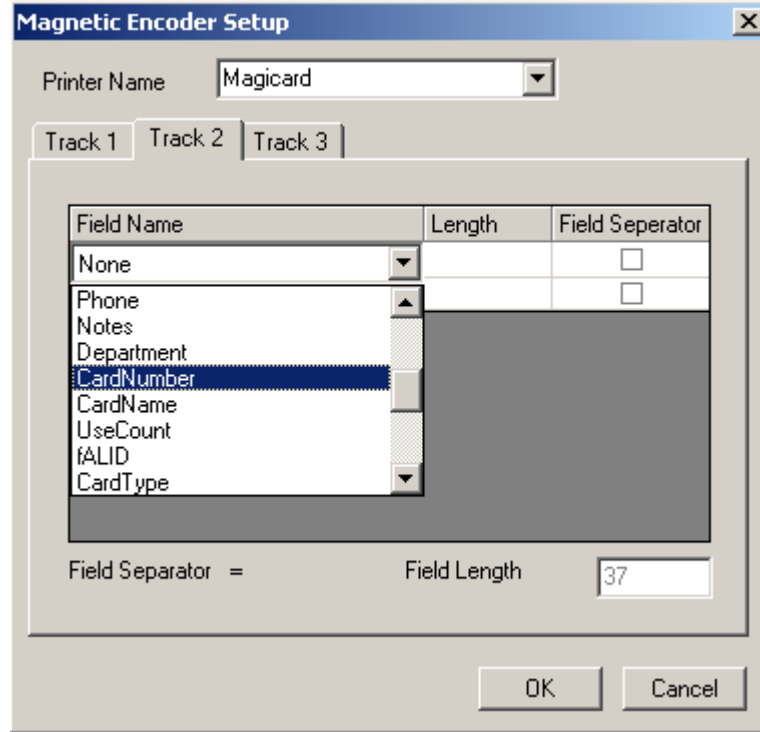 Magnetic Encoder Setup
Printer Name Magicard
Track 1 Track 2 Track 3
Field Name Length Field Seperator
None
Phone
Notes
Department
CardNumber
CardName
UseCount
fALID
CardType
Field Separator = Field Length 37
OK Cancel